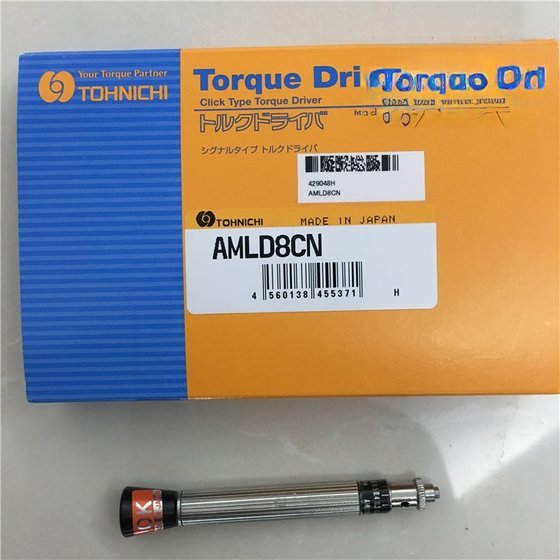 Your Torque Partner
TOHNICHI
Torque Dri Torqao Od
Click Type Torque Driver
トルクドライバ
シグナルタイプ トルクドライバ
429048H
AMLD8CN
TOHNICHI MADE IN JAPAN
AMLD8CN
4 560138 455371 H
OK